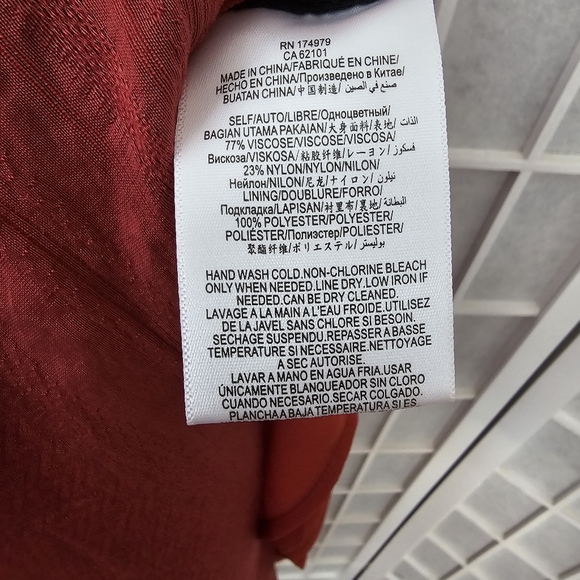 RN 174979
CA 62101
MADE IN CHINA/FABRIQUÉ EN CHINE/
HECHO EN CHINA/Произведено в Китае/
BUATAN CHINA/中国制造/ صنع في الصين
SELF/AUTO/LIBRE/Одноцветный/
BAGIAN UTAMA PAKAIAN/大身面料/表地/ الذات
77% VISCOSE/VISCOSE/VISCOSA/
Вискоза/VISKOSA/粘胶纤维/レーヨン/ فسكوز
23% NYLON/NYLON/NILON/
Нейлон/NILON/尼龙/ナイロン/ نيلون
LINING/DOUBLURE/FORRO/
Подкладка/LAPISAN/衬里布/裏地/ البطانة
100% POLYESTER/POLYESTER/
POLIÉSTER/Полиэстер/POLIESTER/
聚酯纤维/ポリエステル/ بوليستر
HAND WASH COLD.NON-CHLORINE BLEACH
ONLY WHEN NEEDED.LINE DRY.LOW IRON IF
NEEDED.CAN BE DRY CLEANED.
LAVAGE A LA MAIN A L'EAU FROIDE.UTILISEZ
DE LA JAVEL SANS CHLORE SI BESOIN.
SECHAGE SUSPENDU.REPASSER A BASSE
TEMPERATURE SI NECESSAIRE.NETTOYAGE
A SEC AUTORISE.
LAVAR A MANO EN AGUA FRIA.USAR
ÚNICAMENTE BLANQUEADOR SIN CLORO
CUANDO NECESARIO.SECAR COLGADO.
PLANCHA A BAJA TEMPERATURA SI ES